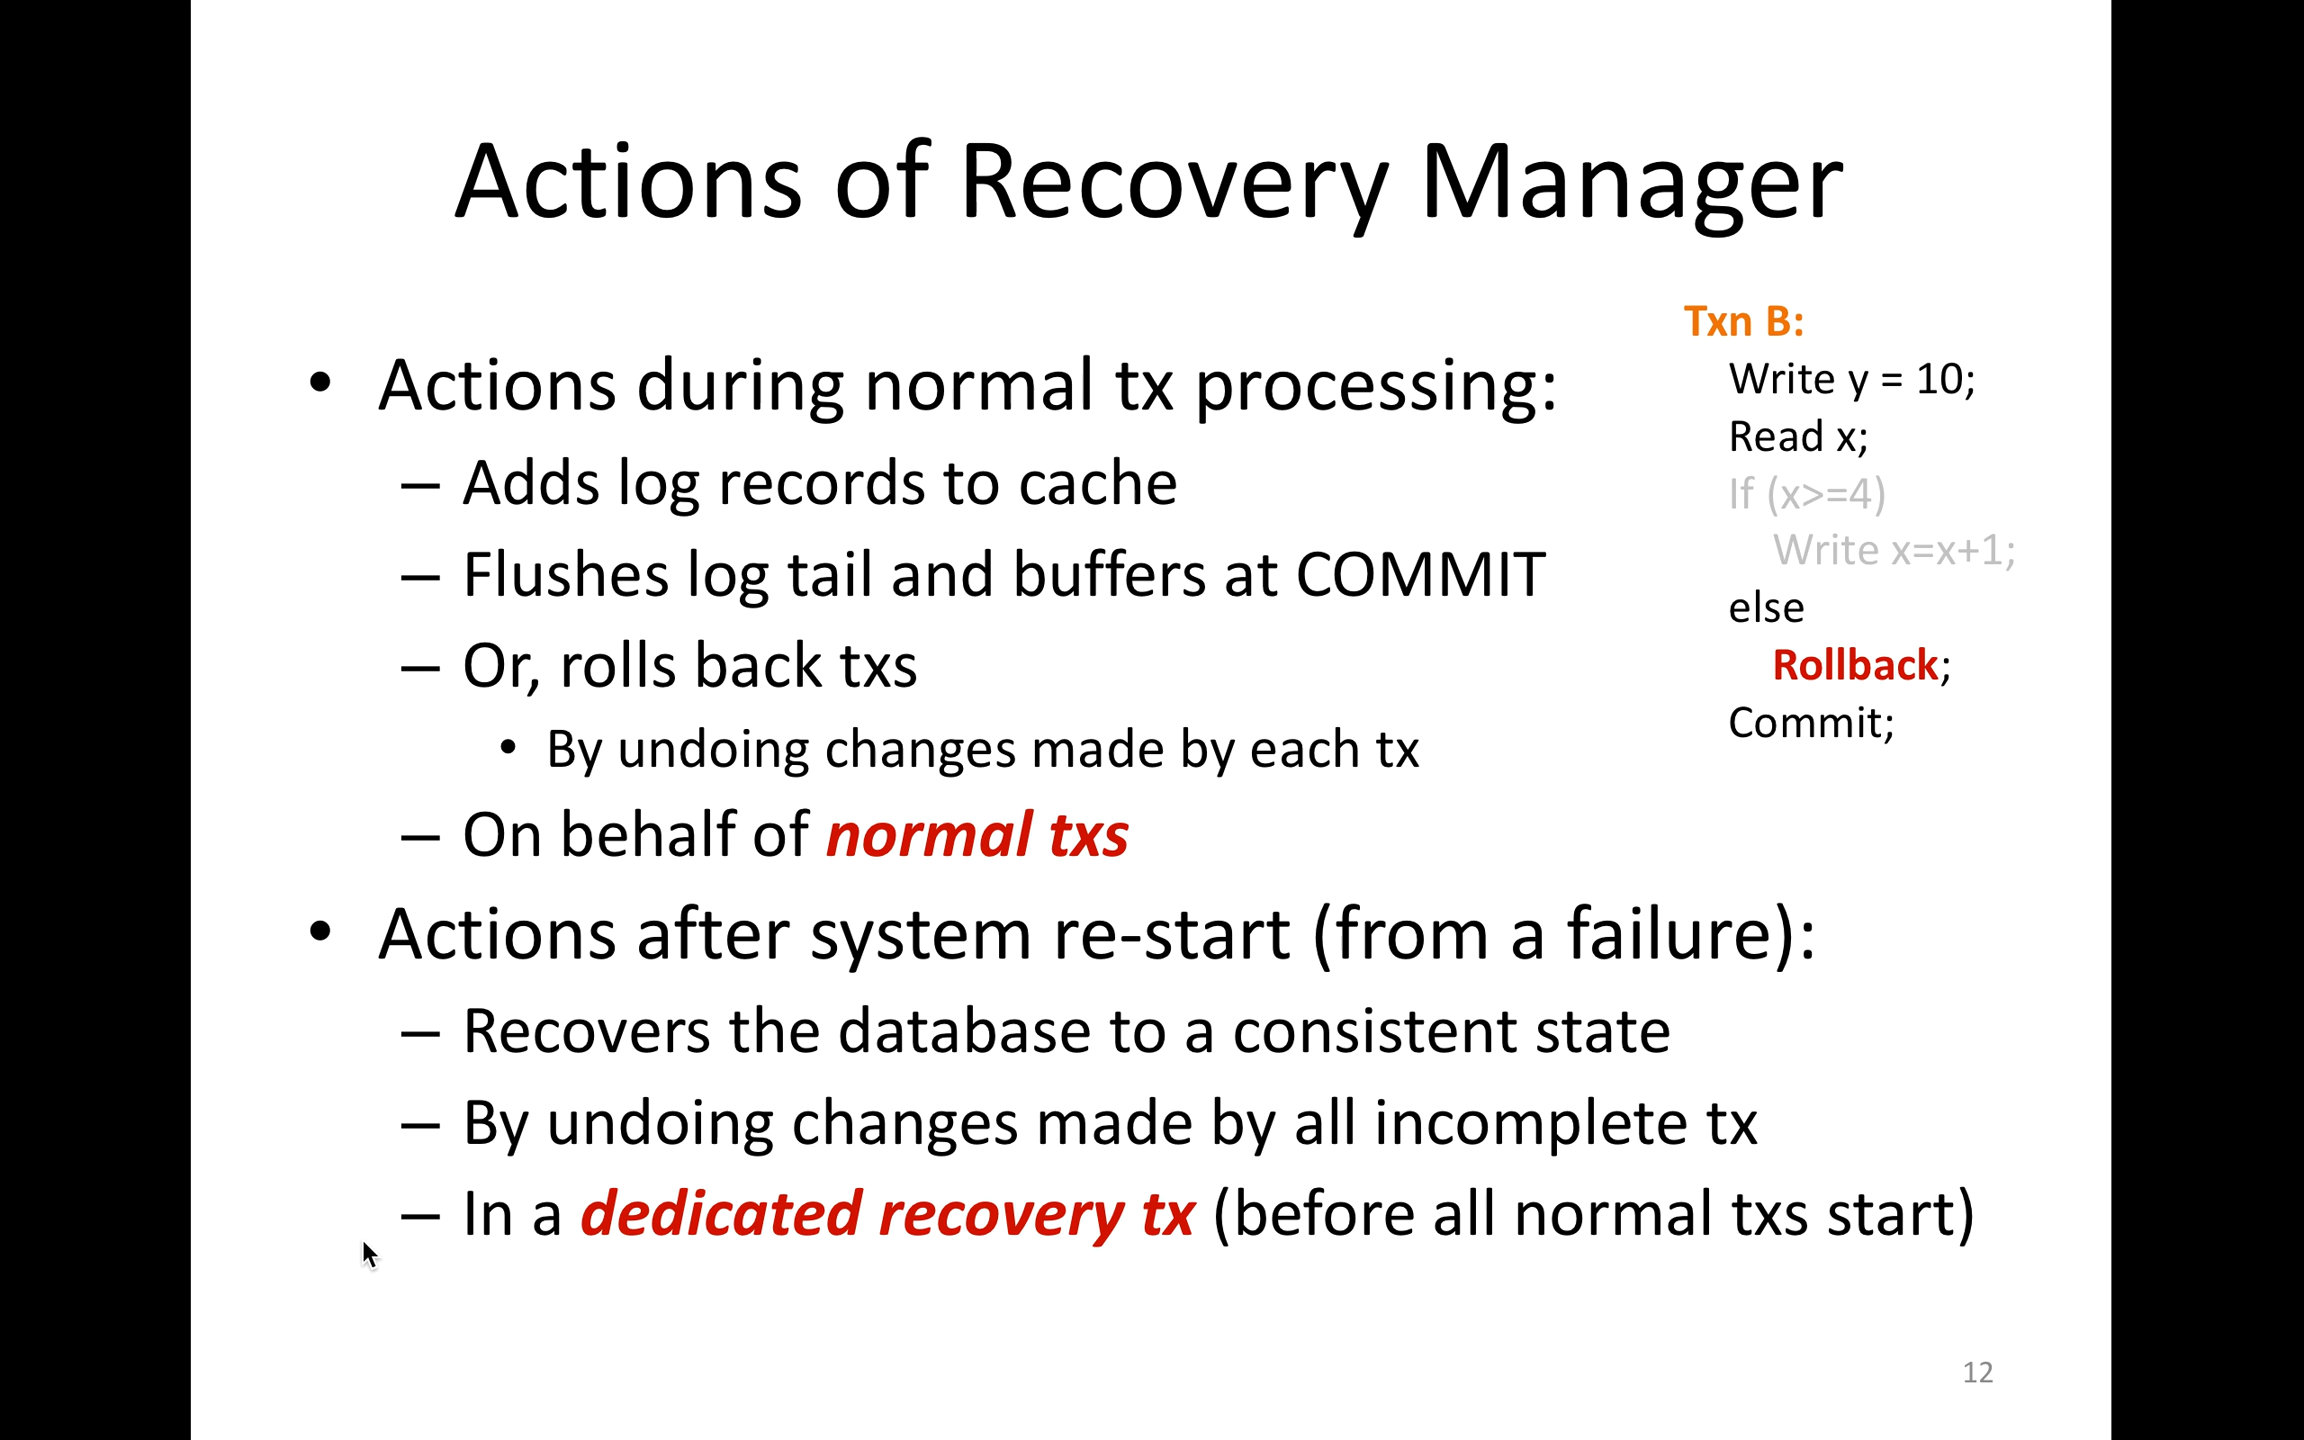 Actions of Recovery Manager
• Actions during normal tx processing:
– Adds log records to cache
– Flushes log tail and buffers at COMMIT
– Or, rolls back txs
• By undoing changes made by each tx
– On behalf of normal txs
• Actions after system re-start (from a failure):
– Recovers the database to a consistent state
– By undoing changes made by all incomplete tx
– In a dedicated recovery tx (before all normal txs start)
Txn B:
Write y = 10;
Read x;
If (x>=4)
Write x=x+1;
else
Rollback;
Commit;
12